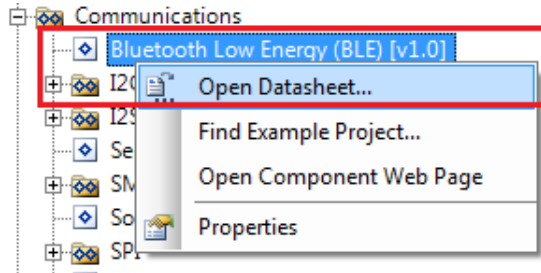 Communications
Bluetooth Low Energy (BLE) [v1.0]
Open Datasheet...
Find Example Project...
Open Component Web Page
Properties